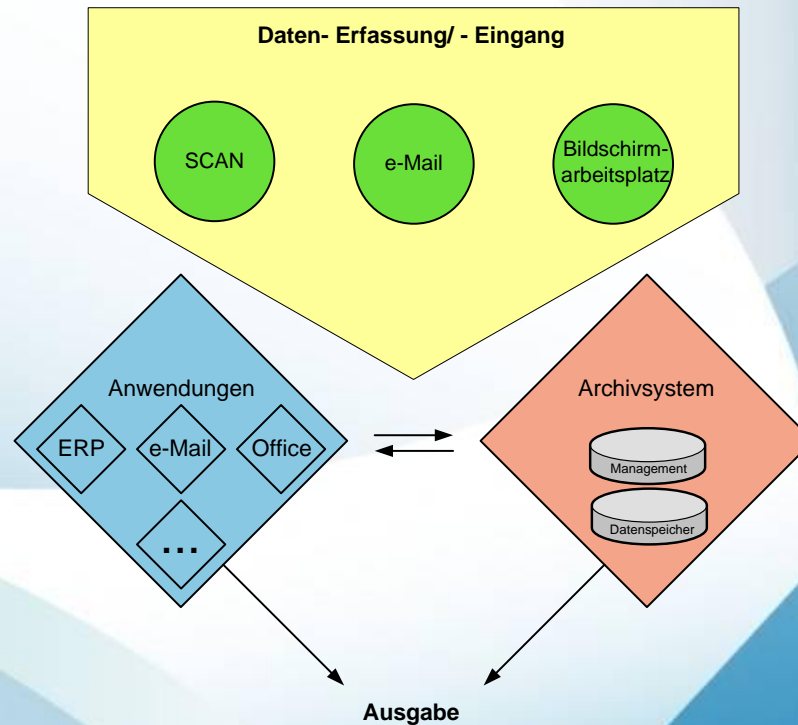 Daten- Erfassung/ - Eingang
SCAN
e-Mail
Bildschirm-
arbeitsplatz
Anwendungen
ERP
e-Mail
Office
...
Archivsystem
Management
Datenspeicher
Ausgabe